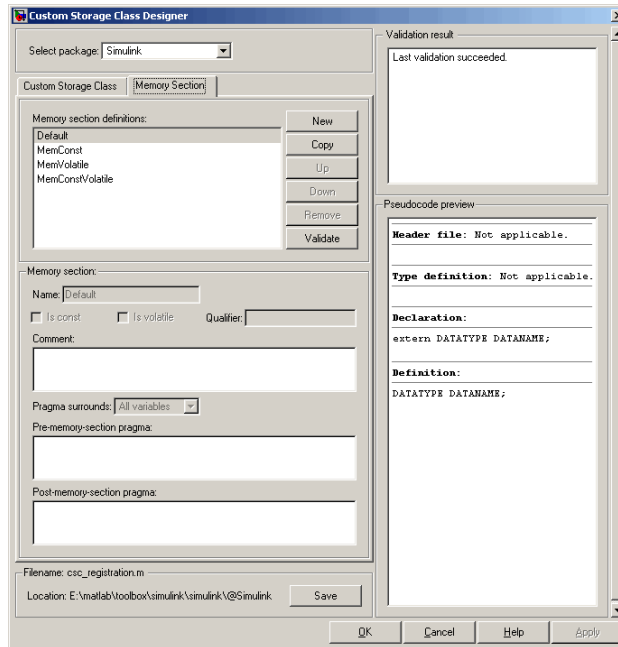 Custom Storage Class Designer
Select package: Simulink
Custom Storage Class
Memory Section
Memory section definitions:
Default
MemConst
MemVolatile
MemConstVolatile
New
Copy
Up
Down
Remove
Validate
Memory section:
Name: Default
Is const
Is volatile
Qualifier:
Comment:
Pragma surrounds: All variables
Pre-memory-section pragma:
Post-memory-section pragma:
Filename: csc_registration.m
Location: E:\matlab\toolbox\simulink\simulink\@Simulink
Save
Validation result
Last validation succeeded.
Pseudocode preview
Header file: Not applicable.
Type definition: Not applicable.
Declaration:
extern DATATYPE DATANAME;
Definition:
DATATYPE DATANAME;
OK
Cancel
Help
Apply